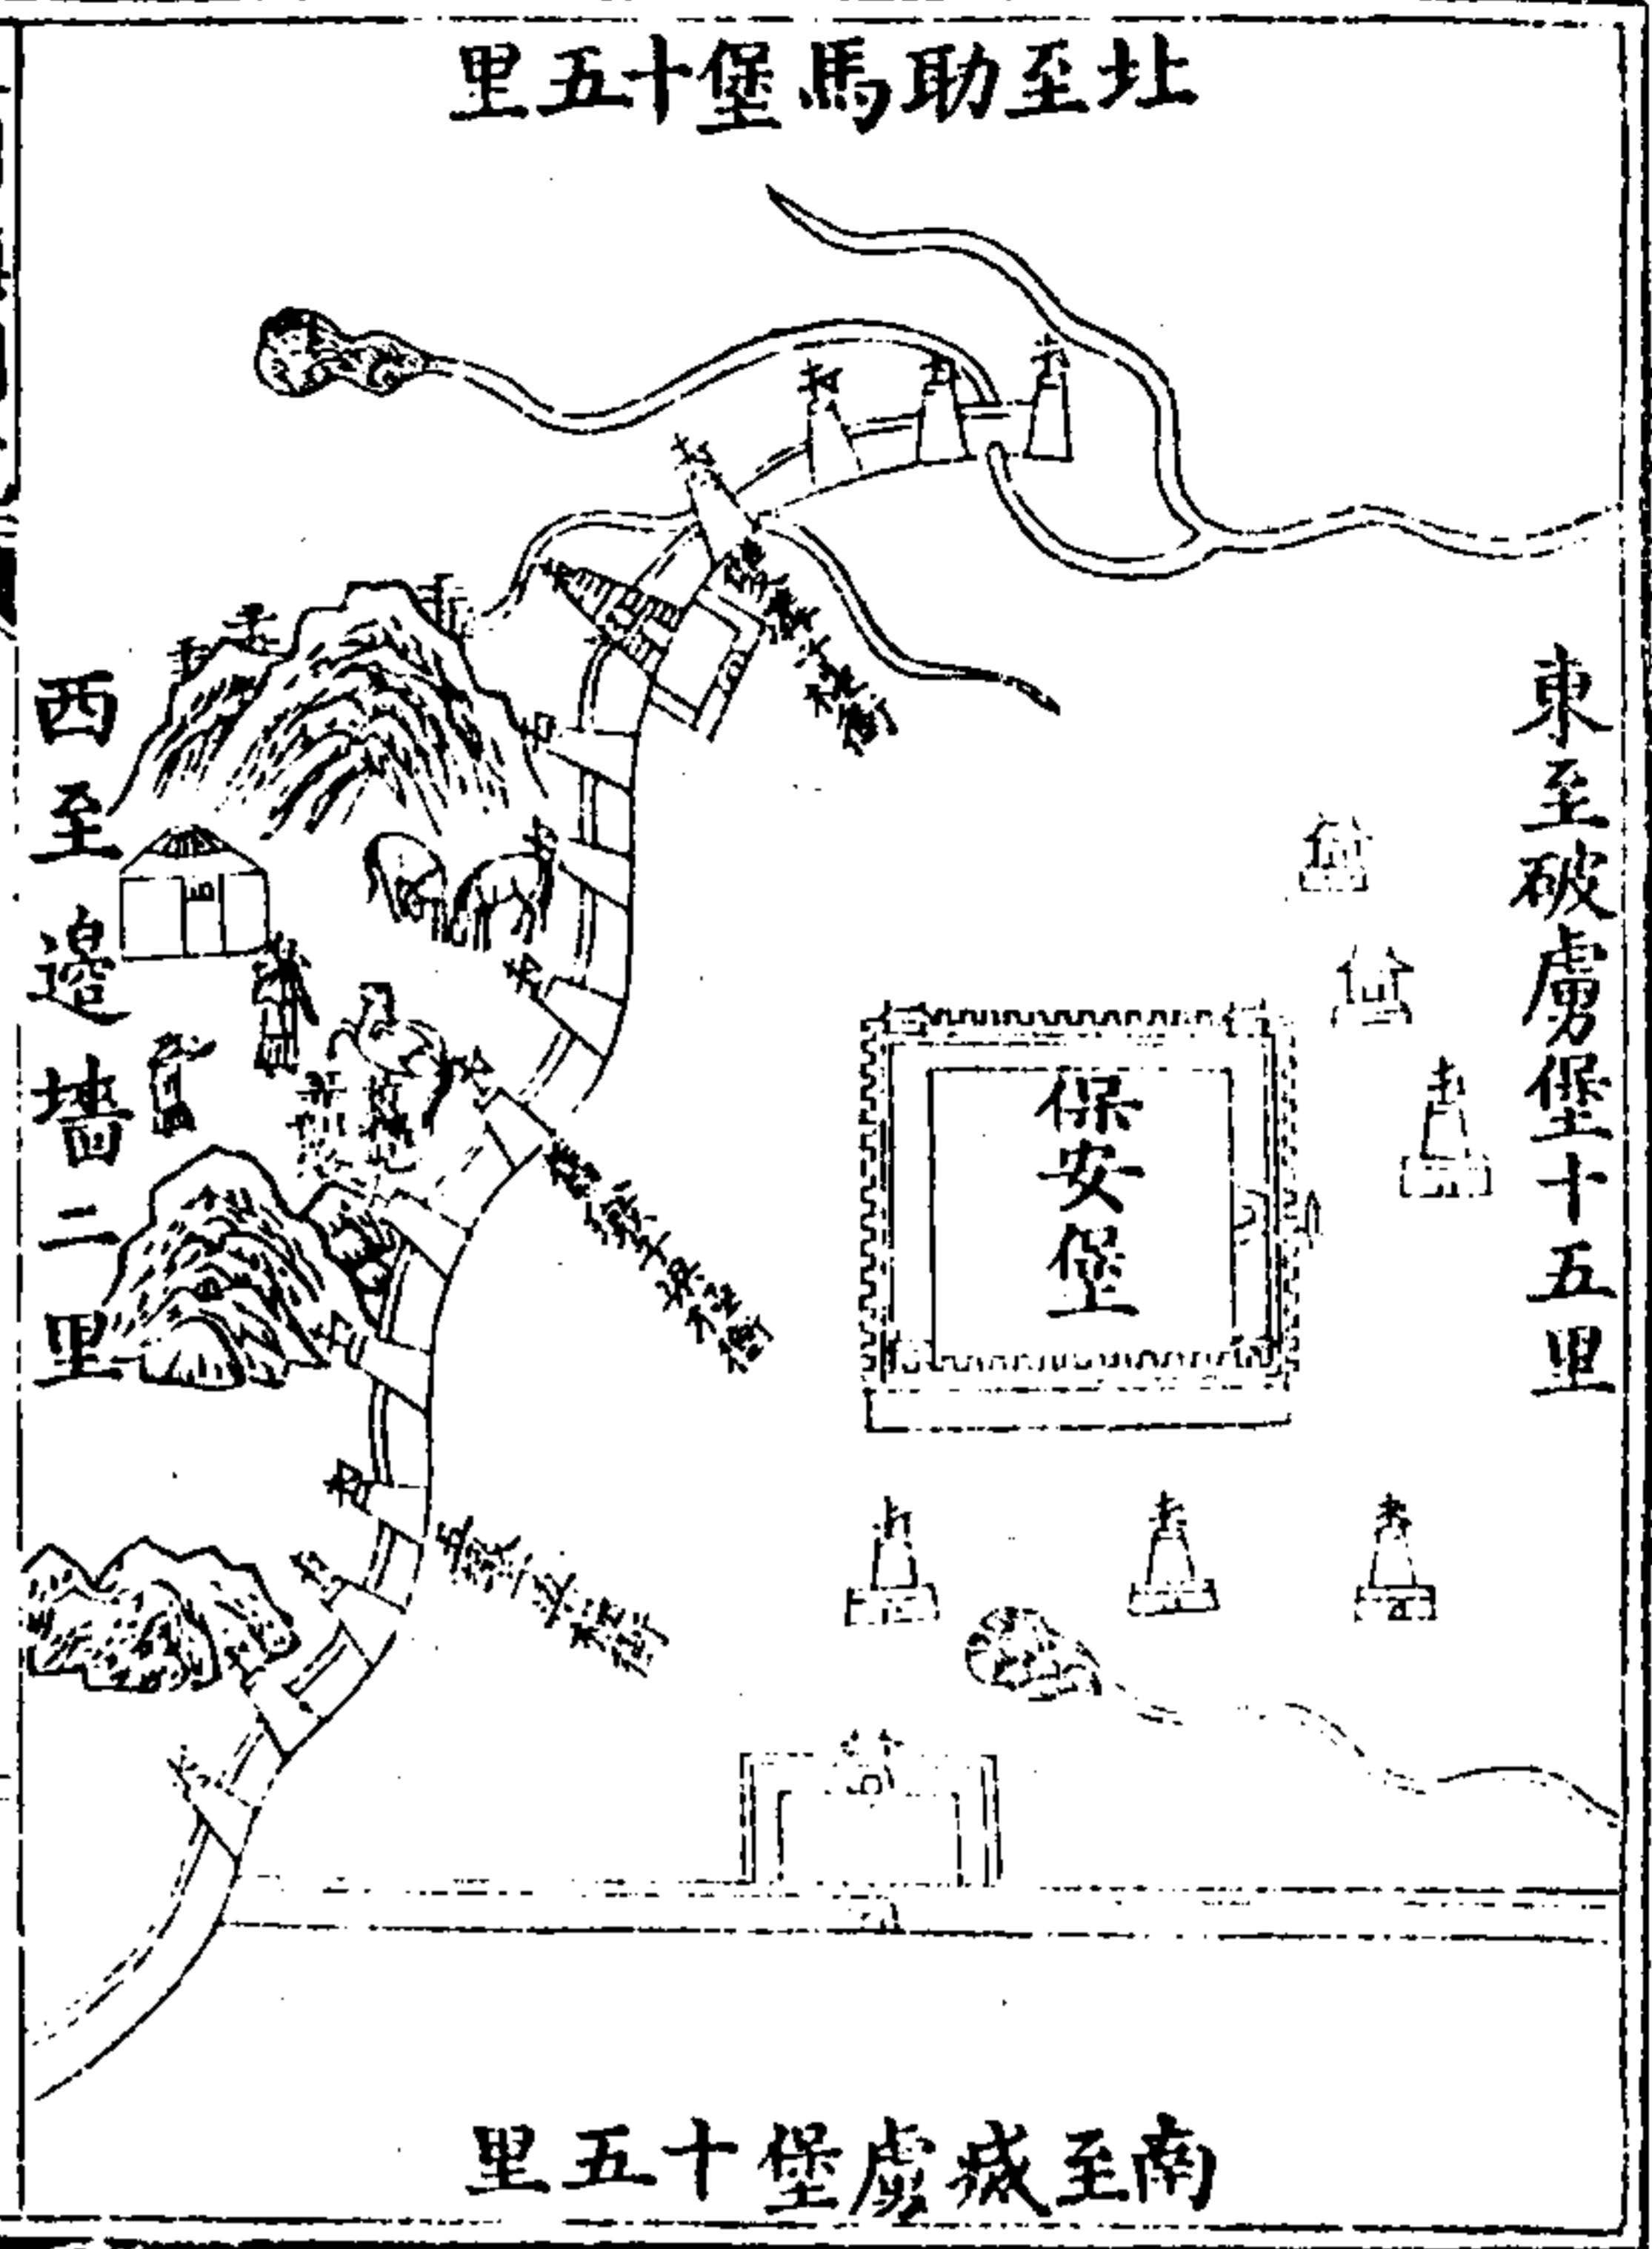 北至助馬堡十五里
東至破虜堡十五里
保安堡
西至邊墻二里
南至滅虜堡十五里